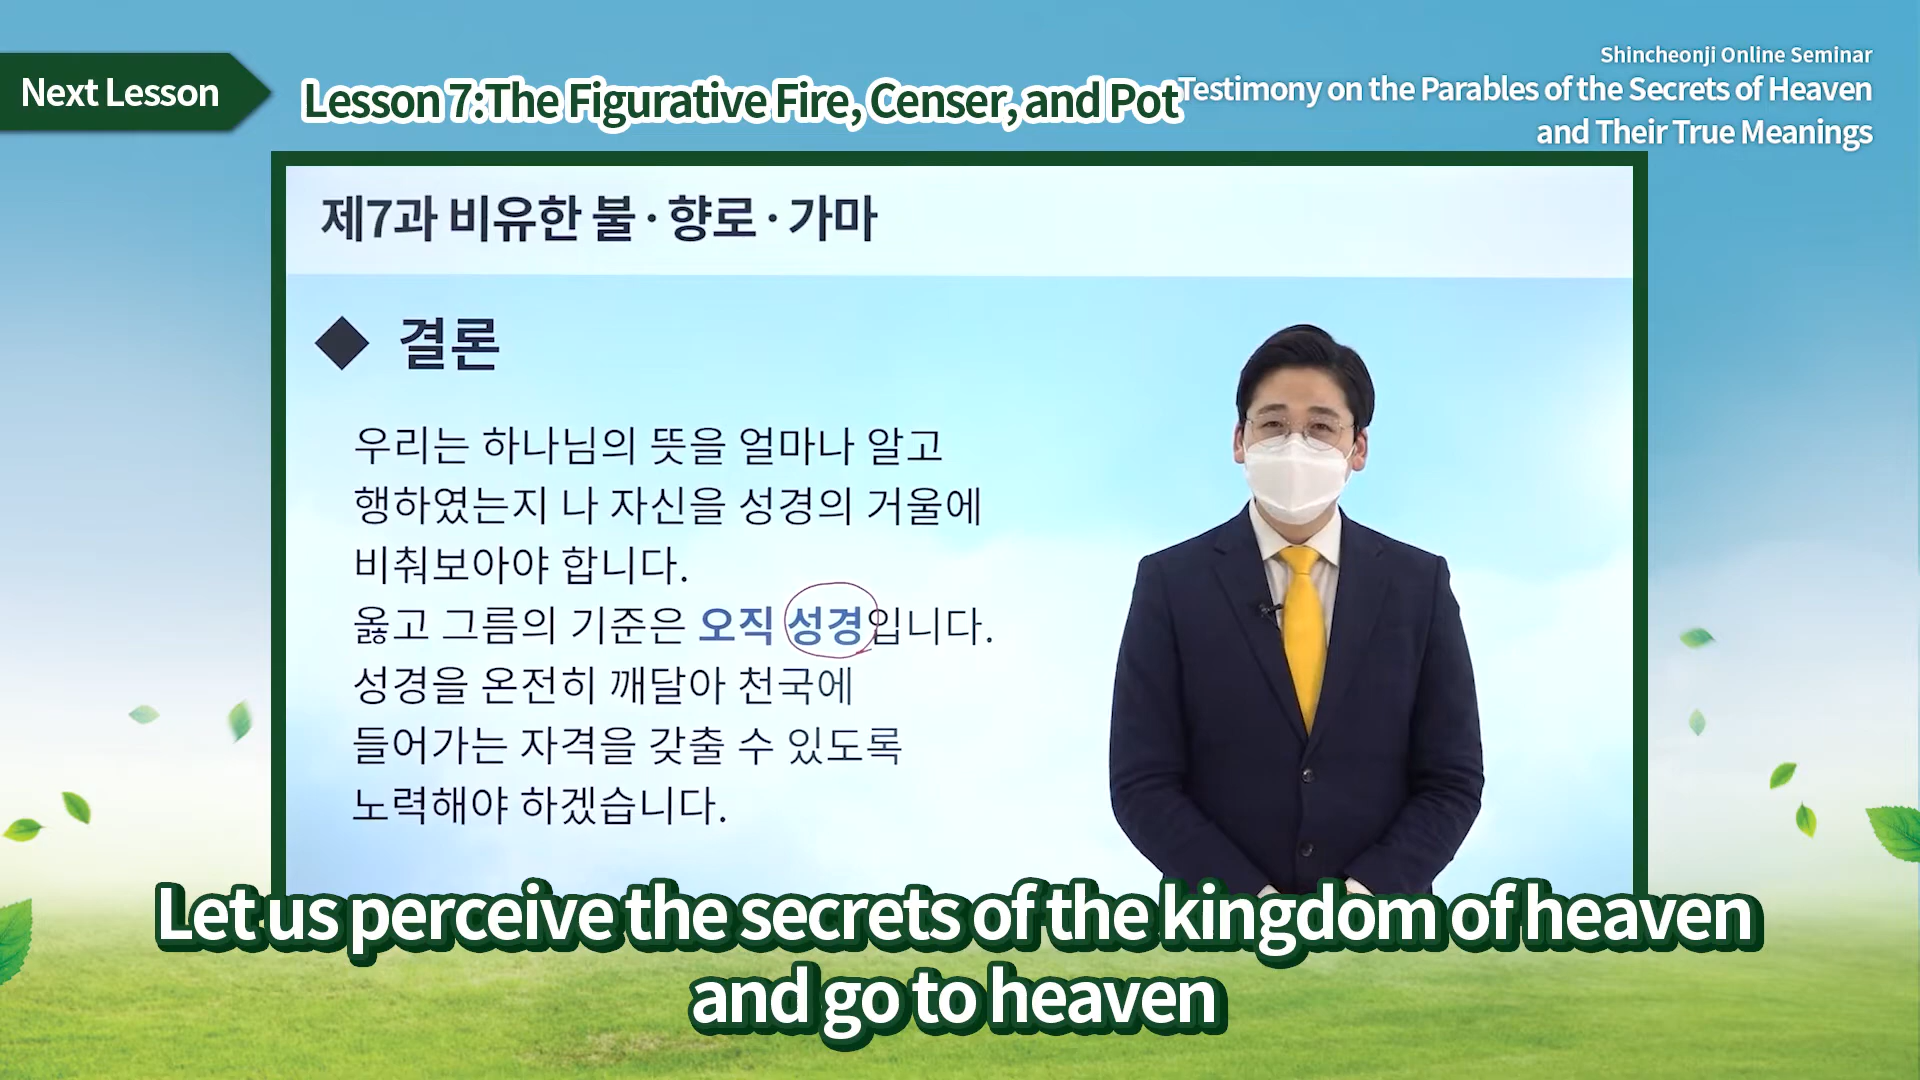 Next Lesson
Lesson 7:The Figurative Fire, Censer, and Pot
Shincheonji Online Seminar
Testimony on the Parables of the Secrets of Heaven
and Their True Meanings
제7과 비유한 불 · 향로 · 가마
◆ 결론
우리는 하나님의 뜻을 얼마나 알고
행하였는지 나 자신을 성경의 거울에
비춰보아야 합니다.
옳고 그름의 기준은 오직 성경입니다.
성경을 온전히 깨달아 천국에
들어가는 자격을 갖출 수 있도록
노력해야 하겠습니다.
Let us perceive the secrets of the kingdom of heaven
and go to heaven